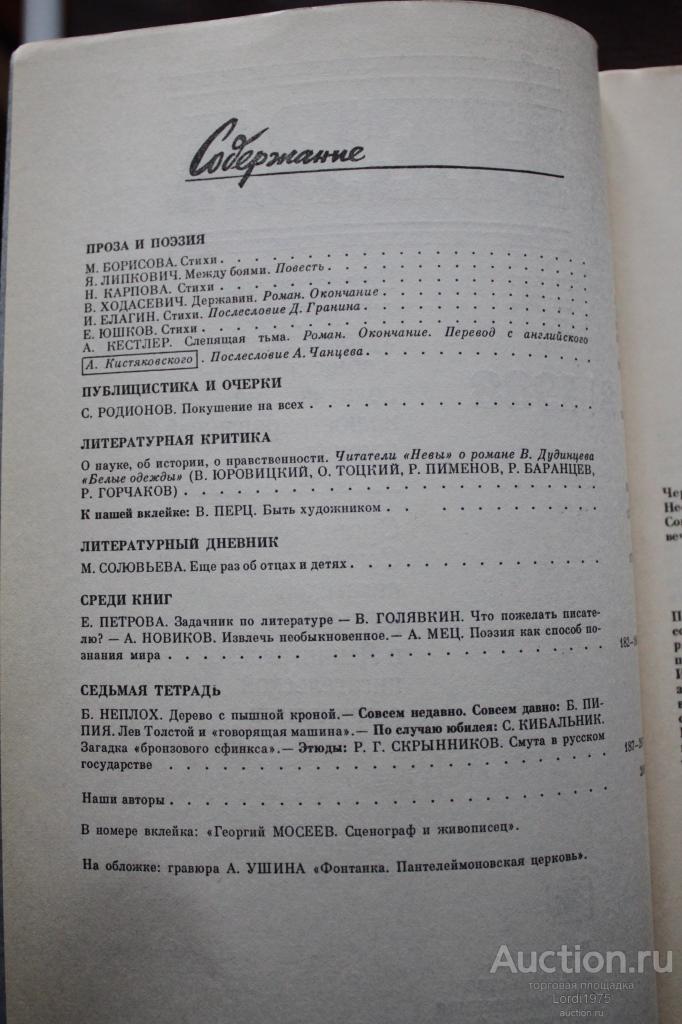 Содержание
ПРОЗА И ПОЭЗИЯ
М. БОРИСОВА. Стихи . . . . . . . . . . . . . . . .
Я. ЛИПКОВИЧ. Между боями. Повесть . . . . . . . . . . . .
Н. КАРПОВА. Стихи . . . . . . . . . . . . . . . .
В. ХОДАСЕВИЧ. Державин. Роман. Окончание . . . . . . . . . .
И. ЕЛАГИН. Стихи. Послесловие Д. Гранина . . . . . . . . . .
Е. ЮШКОВ. Стихи . . . . . . . . . . . . . . . .
А. КЕСТЛЕР. Слепящая тьма. Роман. Окончание. Перевод с английского
А. Кистяковского . Послесловие А. Чанцева . . . . . . . . . .
ПУБЛИЦИСТИКА И ОЧЕРКИ
С. РОДИОНОВ. Покушение на всех . . . . . . . . . . . .
ЛИТЕРАТУРНАЯ КРИТИКА
О науке, об истории, о нравственности. Читатели «Невы» о романе В. Дудинцева
«Белые одежды» (В. ЮРОВИЦКИЙ, О. ТОЦКИЙ, Р. ПИМЕНОВ, Р. БАРАНЦЕВ,
Р. ГОРЧАКОВ) . . . . . . . . . . . . . . . . .
К нашей вклейке: В. ПЕРЦ. Быть художником . . . . . . . . . .
ЛИТЕРАТУРНЫЙ ДНЕВНИК
М. СОЛОВЬЕВА. Еще раз об отцах и детях . . . . . . . . . . .
СРЕДИ КНИГ
Е. ПЕТРОВА. Задачник по литературе — В. ГОЛЯВКИН. Что пожелать писате-
лю? — А. НОВИКОВ. Извлечь необыкновенное.— А. МЕЦ. Поэзия как способ по-
знания мира . . . . . . . . . . . . . . . . . 182-
СЕДЬМАЯ ТЕТРАДЬ
Б. НЕПЛОХ. Дерево с пышной кроной.— Совсем недавно. Совсем давно: Б. ПИ-
ПИЯ. Лев Толстой и «говорящая машина».— По случаю юбилея: С. КИБАЛЬНИК.
Загадка «бронзового сфинкса».— Этюды: Р. Г. СКРЫННИКОВ. Смута в русском
государстве . . . . . . . . . . . . . . . . . 187-
Наши авторы . . . . . . . . . . . . . . . . .
В номере вклейка: «Георгий МОСЕЕВ. Сценограф и живописец».
На обложке: гравюра А. УШИНА «Фонтанка. Пантелеймоновская церковь».
Auction.ru
торговая площадка
Lordi1975
auction.ru